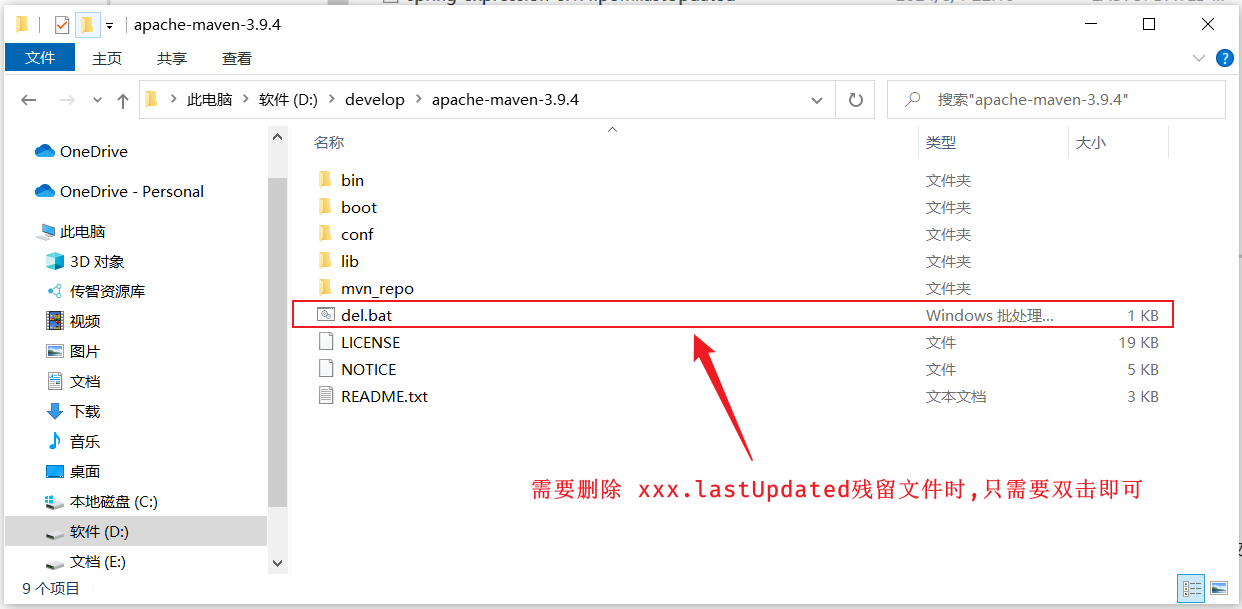 apache-maven-3.9.4
文件 主页 共享 查看
此电脑 软件 (D:) develop apache-maven-3.9.4 搜索"apache-maven-3.9.4"
名称 类型 大小
OneDrive
OneDrive - Personal
此电脑
3D 对象
传智资源库
视频
图片
文档
下载
音乐
桌面
本地磁盘 (C:)
软件 (D:)
文档 (E:)
bin 文件夹
boot 文件夹
conf 文件夹
lib 文件夹
mvn_repo 文件夹
del.bat Windows 批处理... 1 KB
LICENSE 文件 19 KB
NOTICE 文件 5 KB
README.txt 文本文档 3 KB
需要删除 xxx.lastUpdated残留文件时,只需要双击即可
9 个项目